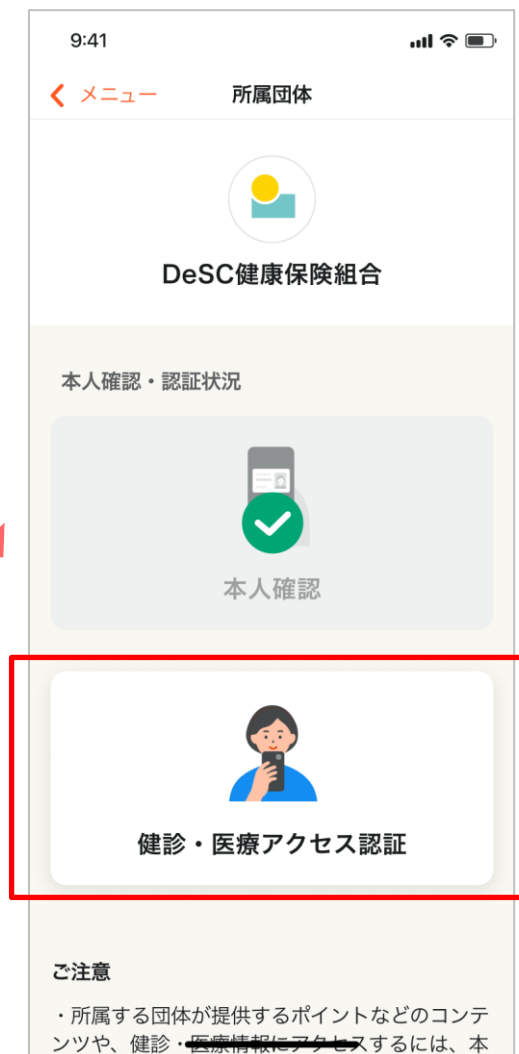 9:41
メニュー
所属団体
DeSC健康保険組合
本人確認・認証状況
本人確認
健診・医療アクセス認証
ご注意
・所属する団体が提供するポイントなどのコンテ
ンツや、健診・医療情報にアクセスするには、本